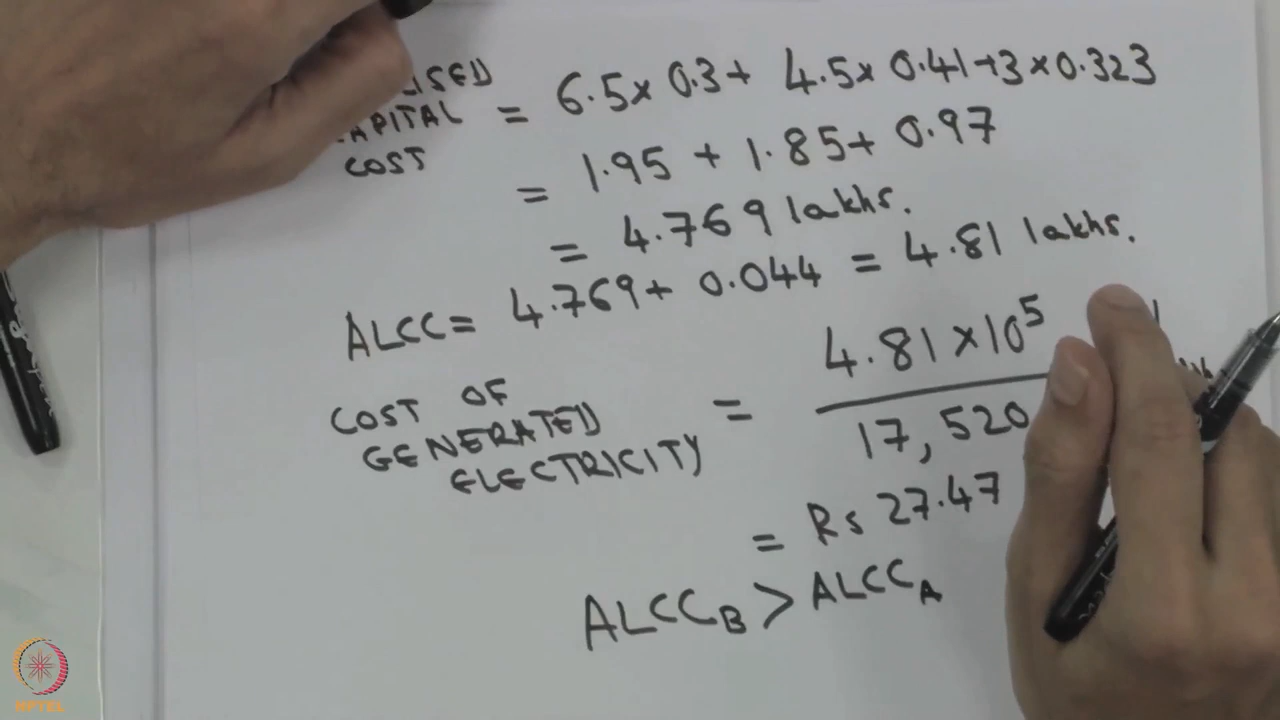 CAPITAL = 6.5 x 0.3 + 4.5 x 0.41 + 3 x 0.323
COST
= 1.95 + 1.85 + 0.97
= 4.769 lakhs.
ALCC = 4.769 + 0.044 = 4.81 lakhs.
COST OF GENERATED ELECTRICITY = 4.81 x 10⁵
17,520
= Rs 27.47
ALCC_B > ALCC_A
NPTEL